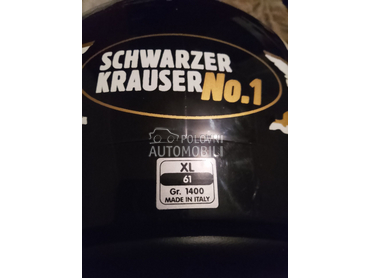 SCHWARZER
KRAUSER No.1
POLOVNI
AUTOMOBILI
XL
61
Gr. 1400
MADE IN ITALY